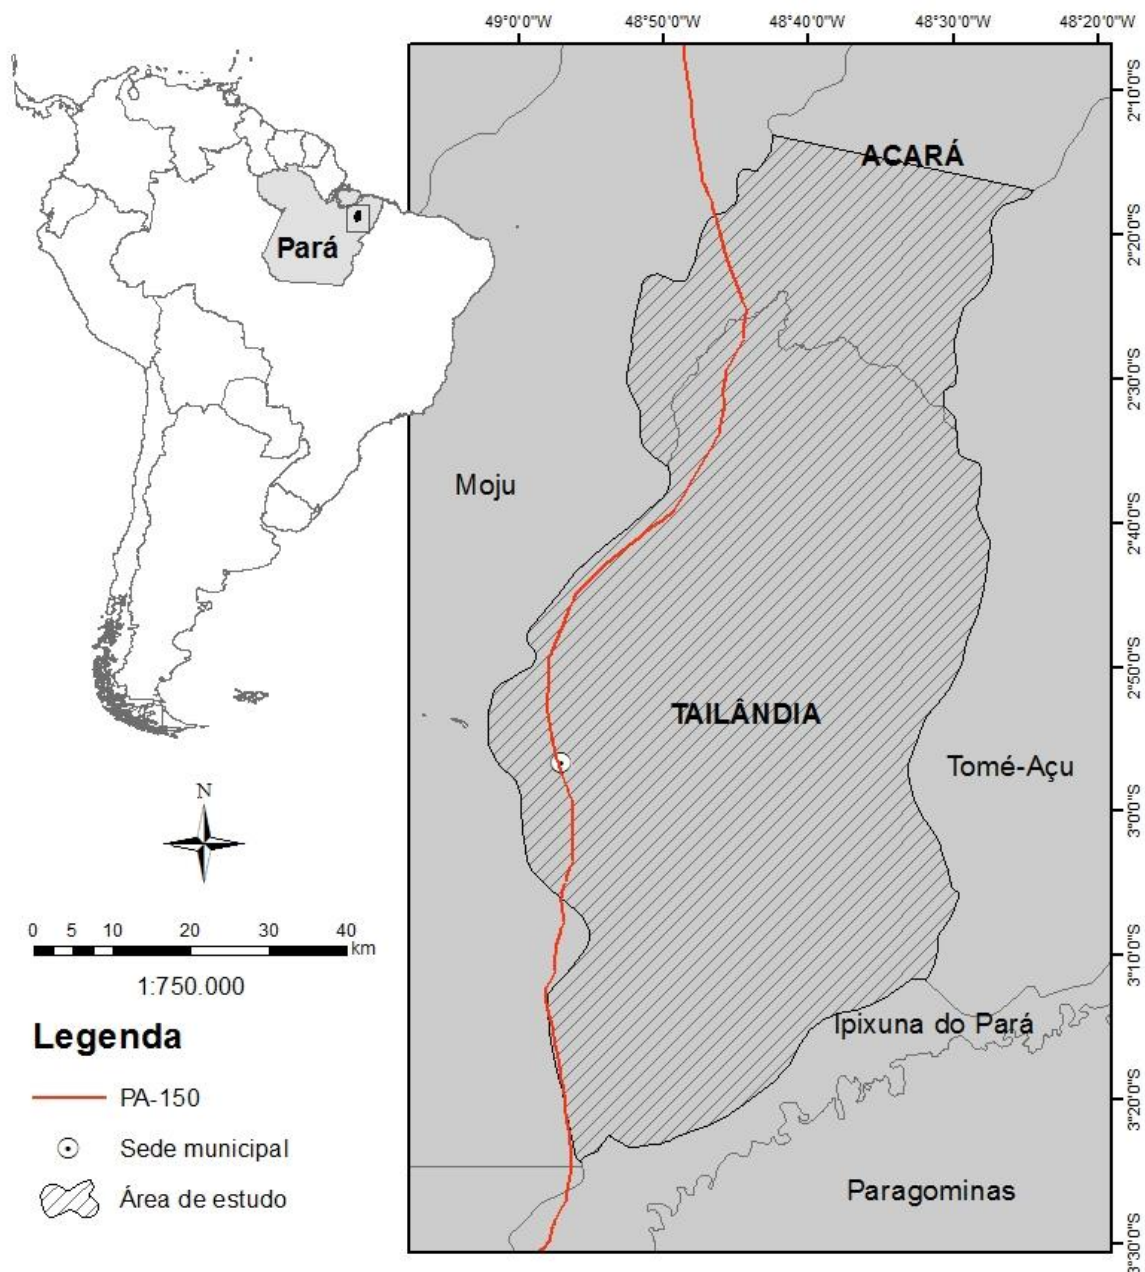 49°0'0"W
48°50'0"W
48°40'0"W
48°30'0"W
48°20'0"W
2°10'0"S
2°20'0"S
2°30'0"S
2°40'0"S
2°50'0"S
3°0'0"S
3°10'0"S
3°20'0"S
3°30'0"S
Pará
ACARÁ
Moju
TAILÂNDIA
Tomé-Açu
Ipixuna do Pará
Paragominas
N
0 5 10 20 30 40
km
1:750.000
Legenda
PA-150
Sede municipal
Área de estudo